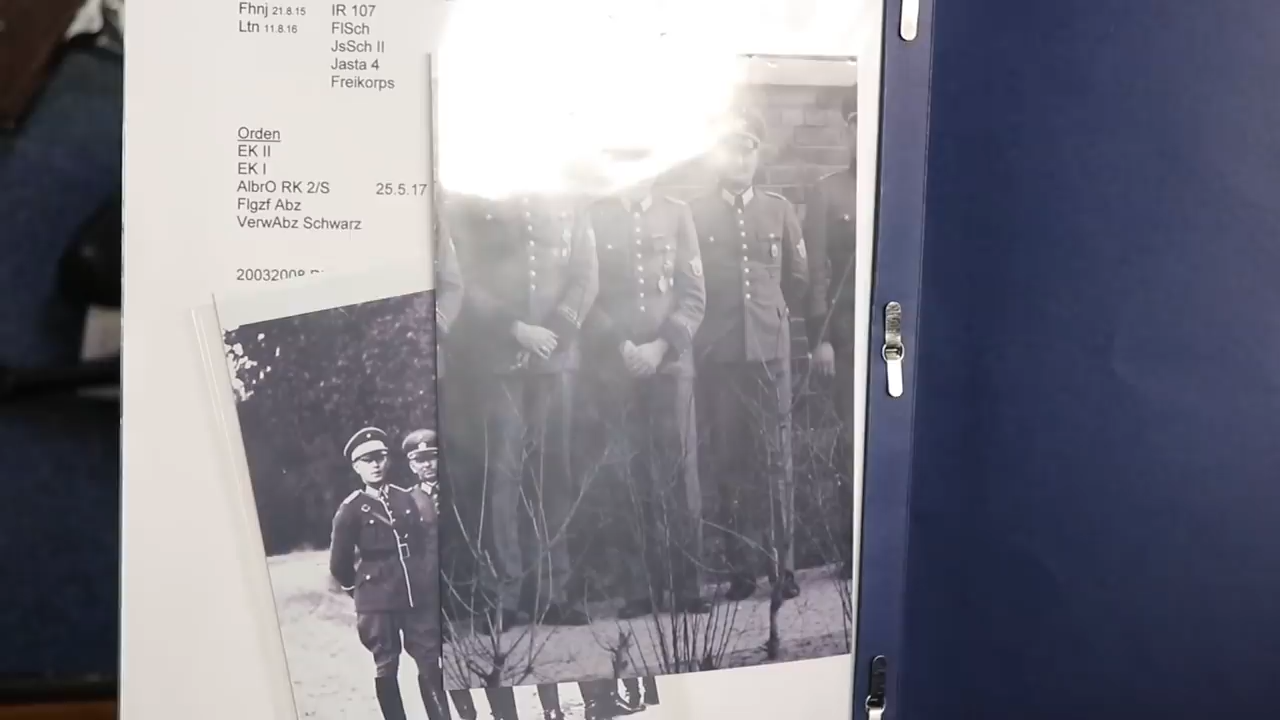 Fhnj 21.8.15 IR 107
Ltn 11.8.16 FlSch
JsSch II
Jasta 4
Freikorps
Orden
EK II
EK I
AlbrO RK 2/S 25.5.17
Flgzf Abz
VerwAbz Schwarz
20032008